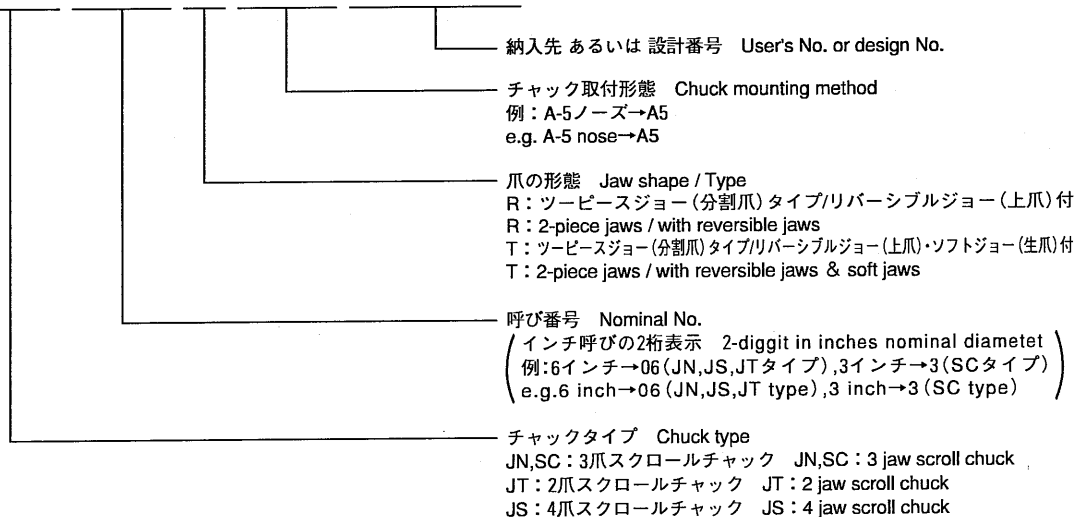 納入先 あるいは 設計番号 User's No. or design No.
チャック取付形態 Chuck mounting method
例：A-5ノーズ→A5
e.g. A-5 nose→A5
爪の形態 Jaw shape / Type
R：ツーピースジョー（分割爪）タイプ/リバーシブルジョー（上爪）付
R：2-piece jaws / with reversible jaws
T：ツーピースジョー（分割爪）タイプ/リバーシブルジョー（上爪）・ソフトジョー（生爪）付
T：2-piece jaws / with reversible jaws & soft jaws
呼び番号 Nominal No.
インチ呼びの2桁表示 2-diggit in inches nominal diametet
例：6インチ→06（JN,JS,JTタイプ）,3インチ→3（SCタイプ）
e.g.6 inch→06（JN,JS,JT type）,3 inch→3（SC type）
チャックタイプ Chuck type
JN,SC：3爪スクロールチャック JN,SC：3 jaw scroll chuck
JT：2爪スクロールチャック JT：2 jaw scroll chuck
JS：4爪スクロールチャック JS：4 jaw scroll chuck